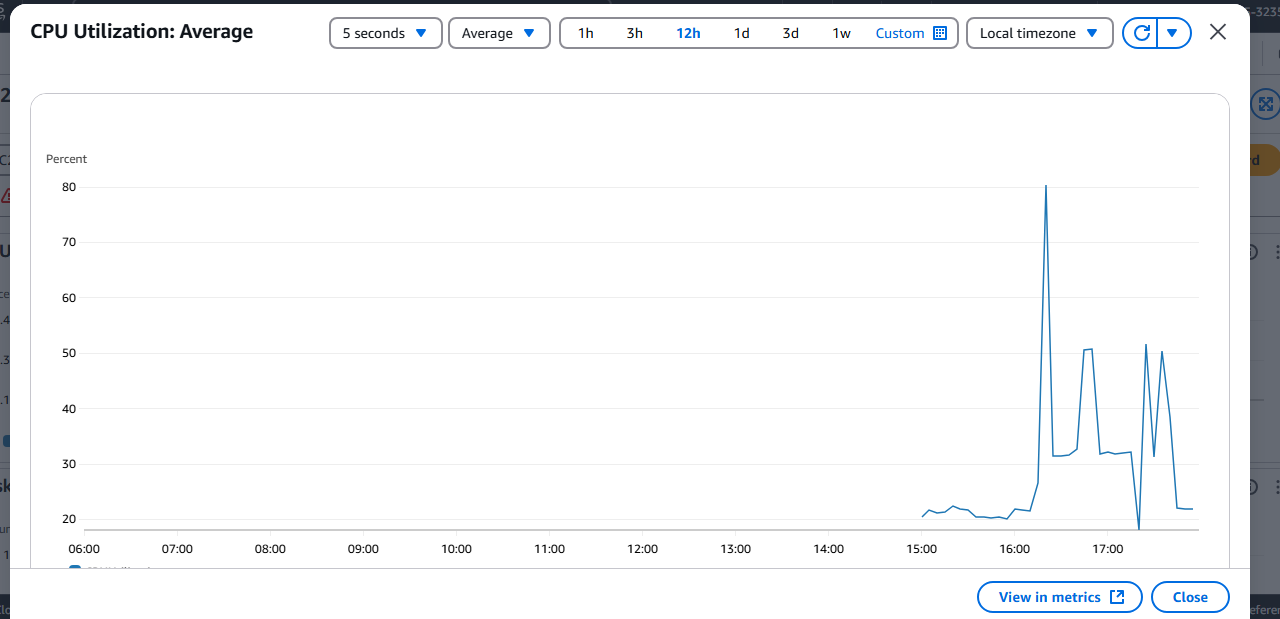 CPU Utilization: Average
5 seconds
Average
1h 3h 12h 1d 3d 1w Custom
Local timezone
Percent
80
70
60
50
40
30
20
06:00 07:00 08:00 09:00 10:00 11:00 12:00 13:00 14:00 15:00 16:00 17:00
View in metrics
Close